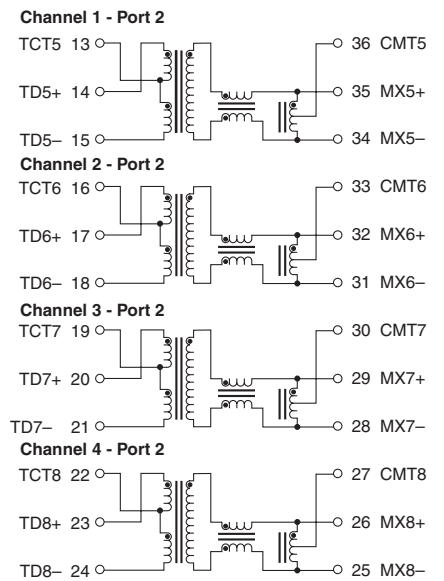 Channel 1 - Port 2
TCT5 13 36 CMT5
TD5+ 14 35 MX5+
TD5– 15 34 MX5–
Channel 2 - Port 2
TCT6 16 33 CMT6
TD6+ 17 32 MX6+
TD6– 18 31 MX6–
Channel 3 - Port 2
TCT7 19 30 CMT7
TD7+ 20 29 MX7+
TD7– 21 28 MX7–
Channel 4 - Port 2
TCT8 22 27 CMT8
TD8+ 23 26 MX8+
TD8– 24 25 MX8–